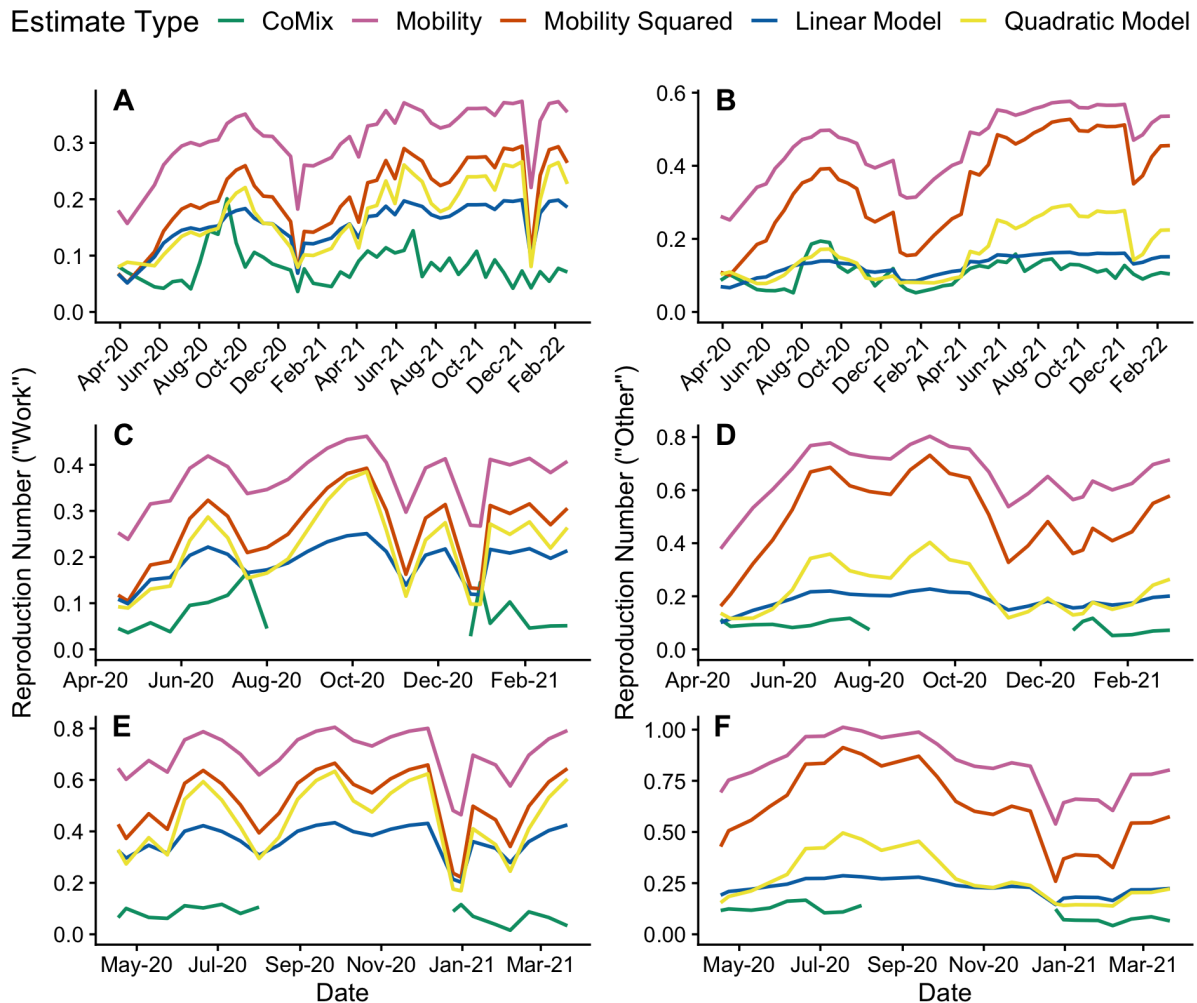 Estimate Type CoMix Mobility Mobility Squared Linear Model Quadratic Model
Reproduction Number ("Work")
A
0.3
0.2
0.1
0.0
Apr-20 Jun-20 Aug-20 Oct-20 Dec-20 Feb-21 Apr-21 Jun-21 Aug-21 Oct-21 Dec-21 Feb-22
Reproduction Number ("Other")
B
0.6
0.4
0.2
0.0
Apr-20 Jun-20 Aug-20 Oct-20 Dec-20 Feb-21 Apr-21 Jun-21 Aug-21 Oct-21 Dec-21 Feb-22
C
0.4
0.3
0.2
0.1
0.0
Apr-20 Jun-20 Aug-20 Oct-20 Dec-20 Feb-21
D
0.8
0.6
0.4
0.2
0.0
Apr-20 Jun-20 Aug-20 Oct-20 Dec-20 Feb-21
E
0.8
0.6
0.4
0.2
0.0
May-20 Jul-20 Sep-20 Nov-20 Jan-21 Mar-21
Date
F
1.00
0.75
0.50
0.25
0.00
May-20 Jul-20 Sep-20 Nov-20 Jan-21 Mar-21
Date